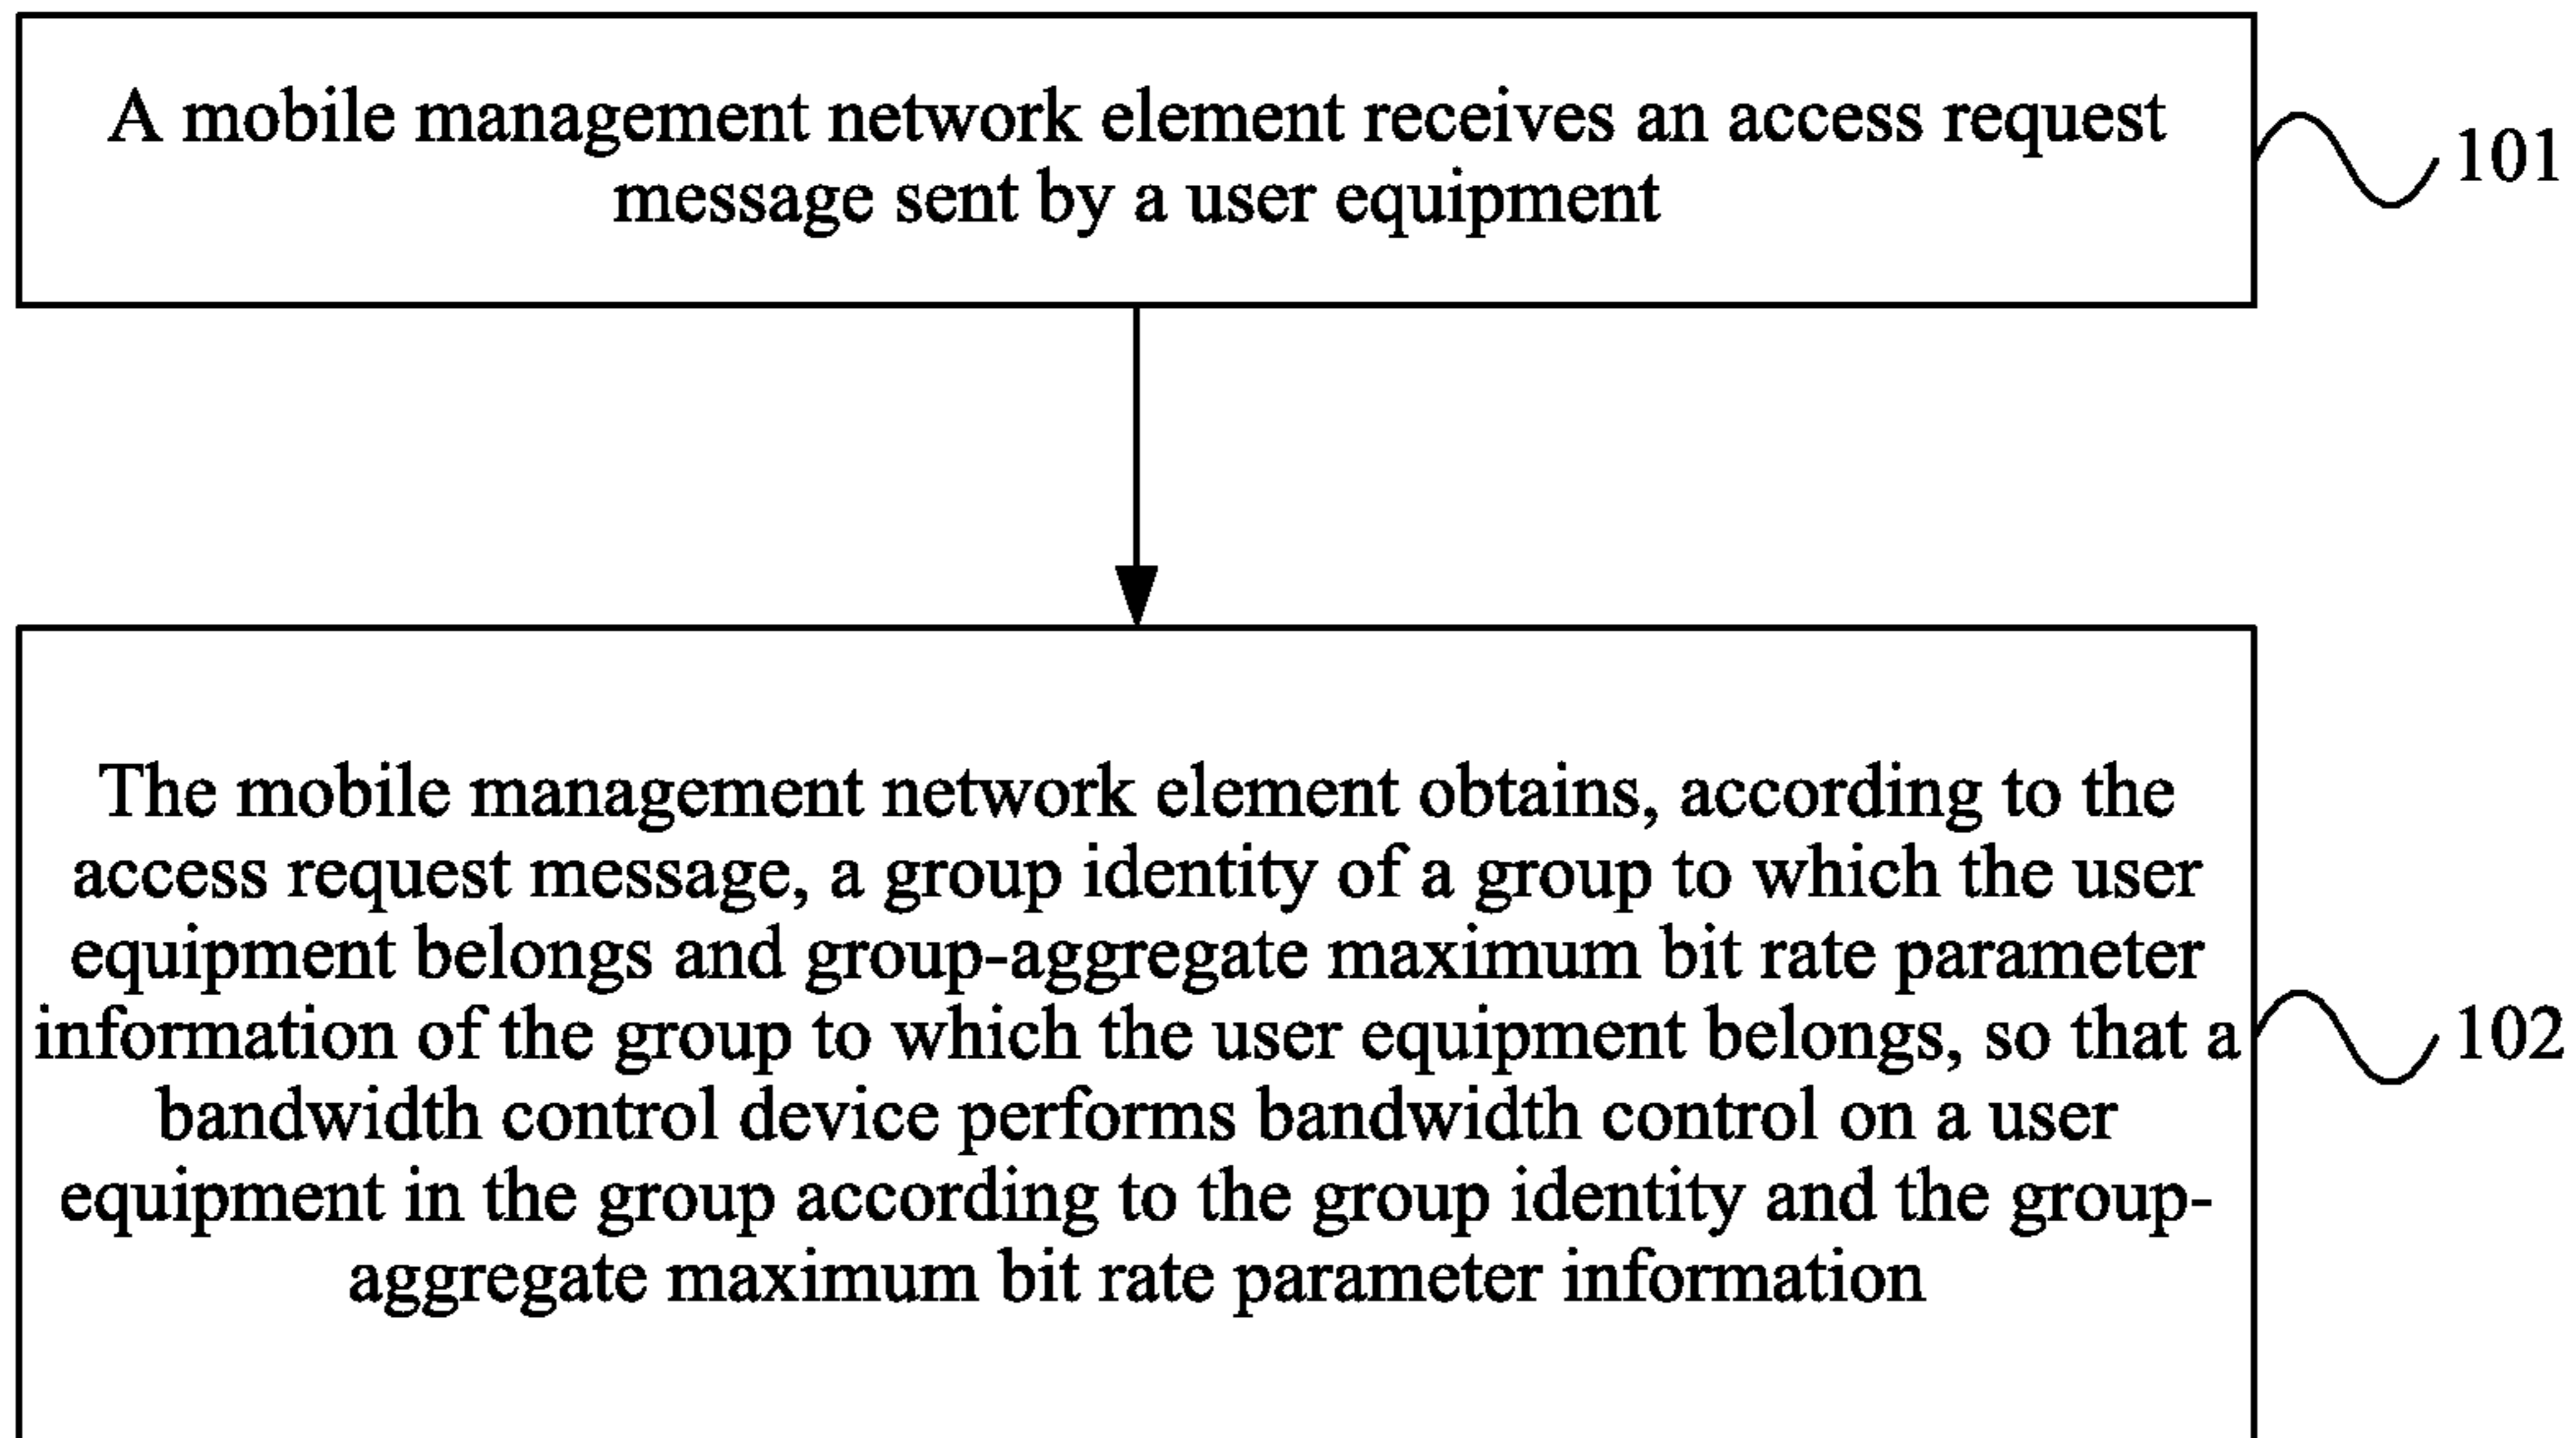 A mobile management network element receives an access request
message sent by a user equipment
101
The mobile management network element obtains, according to the
access request message, a group identity of a group to which the user
equipment belongs and group-aggregate maximum bit rate parameter
information of the group to which the user equipment belongs, so that a
bandwidth control device performs bandwidth control on a user
equipment in the group according to the group identity and the group-
aggregate maximum bit rate parameter information
102